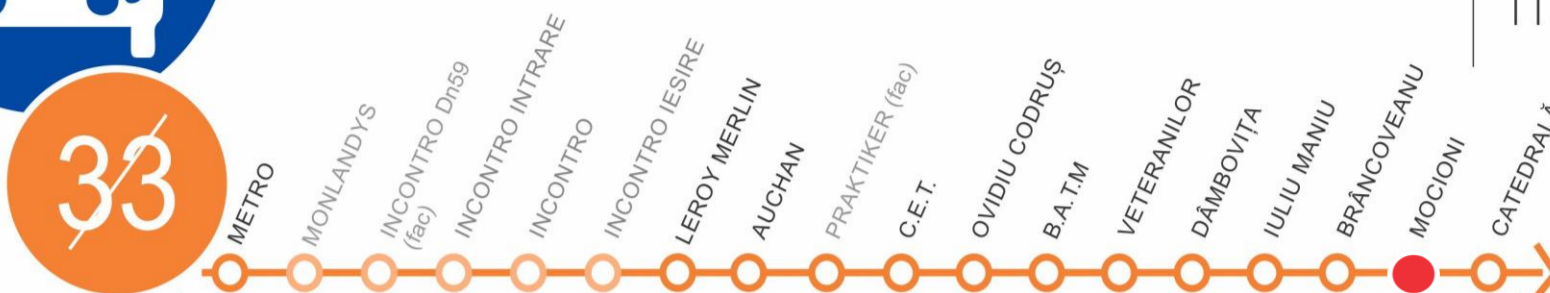 33
METRO
MONLANDYS
INCONTRO Dn59
(fac)
INCONTRO INTRARE
INCONTRO
INCONTRO IESIRE
LEROY MERLIN
AUCHAN
PRAKTIKER (fac)
C.E.T.
OVIDIU CODRUȘ
B.A.T.M
VETERANILOR
DÂMBOVIȚA
IULIU MANIU
BRÂNCOVEANU
MOCIONI
CATEDRALĂ